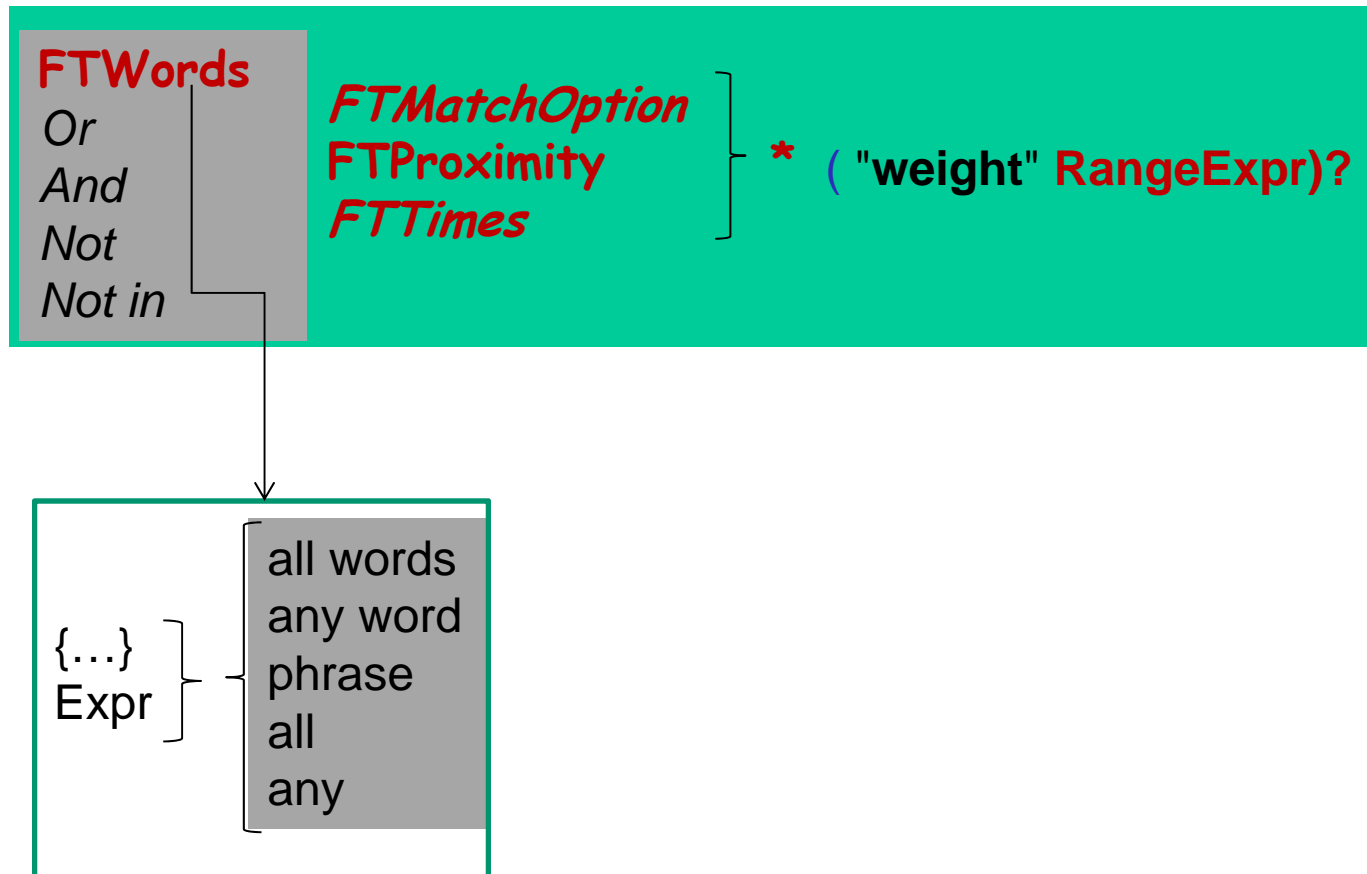 FTWords
Or
And
Not
Not in
FTMatchOption
FTProximity
FTTimes
* ( "weight" RangeExpr)?
{…}
Expr
all words
any word
phrase
all
any